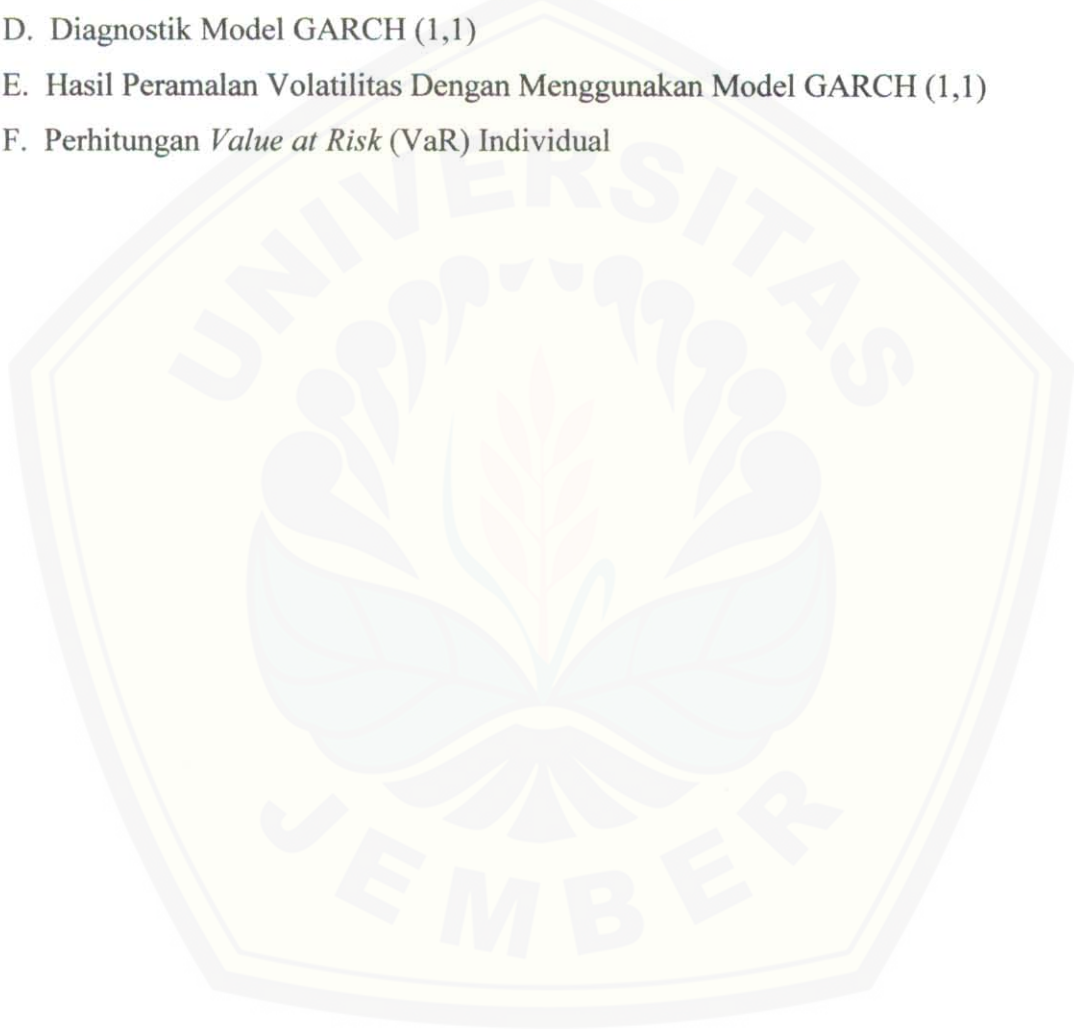 D. Diagnostik Model GARCH (1,1)
E. Hasil Peramalan Volatilitas Dengan Menggunakan Model GARCH (1,1)
F. Perhitungan Value at Risk (VaR) Individual
UNIVERSITAS
JEMBER